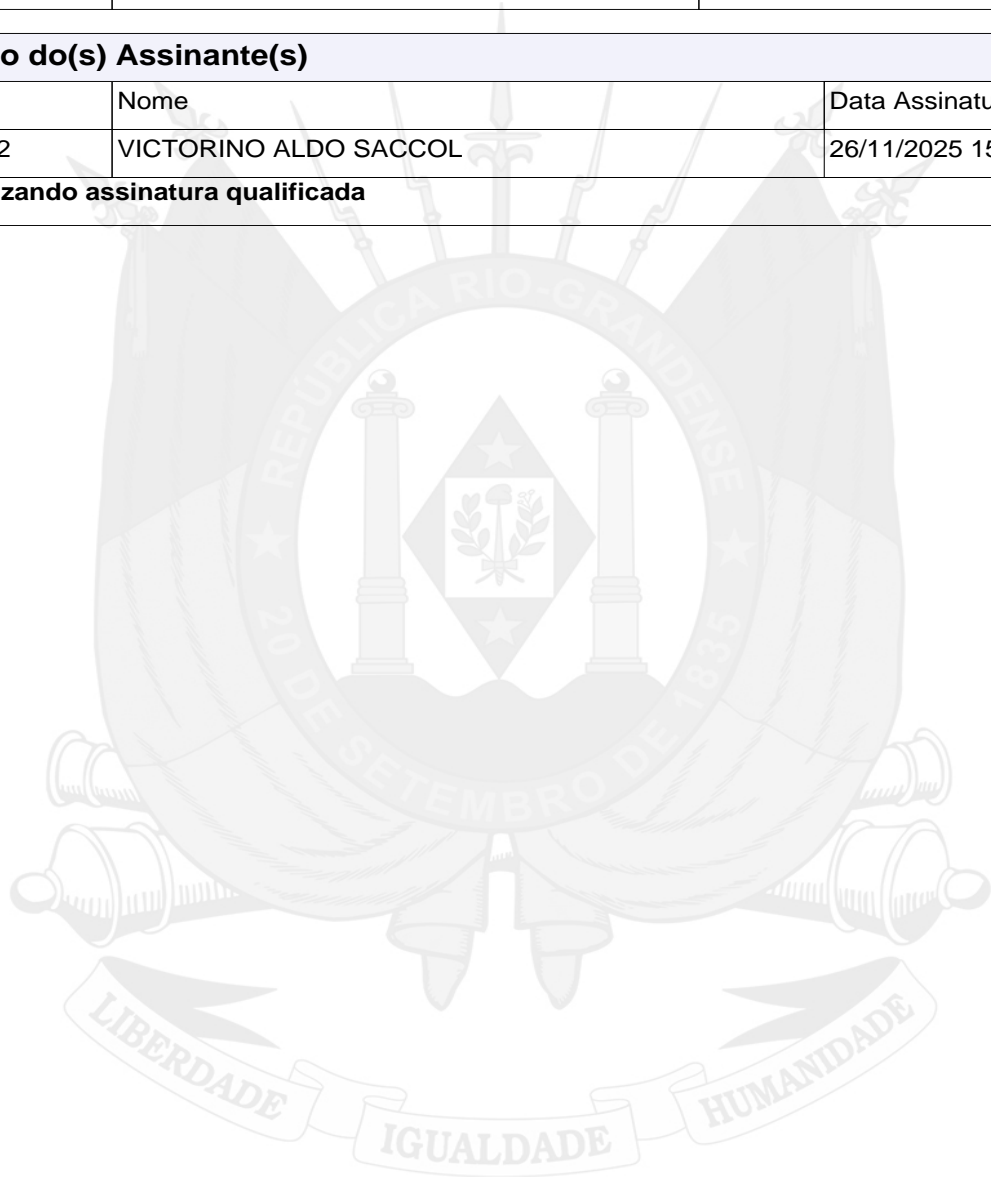 o do(s) Assinante(s)
Nome Data Assinatu
2 VICTORINO ALDO SACCOL 26/11/2025 15
zando assinatura qualificada
REPÚBLICA RIO-GRANDENSE
20 DE SETEMBRO DE 1835
LIBERDADE IGUALDADE HUMANIDADE